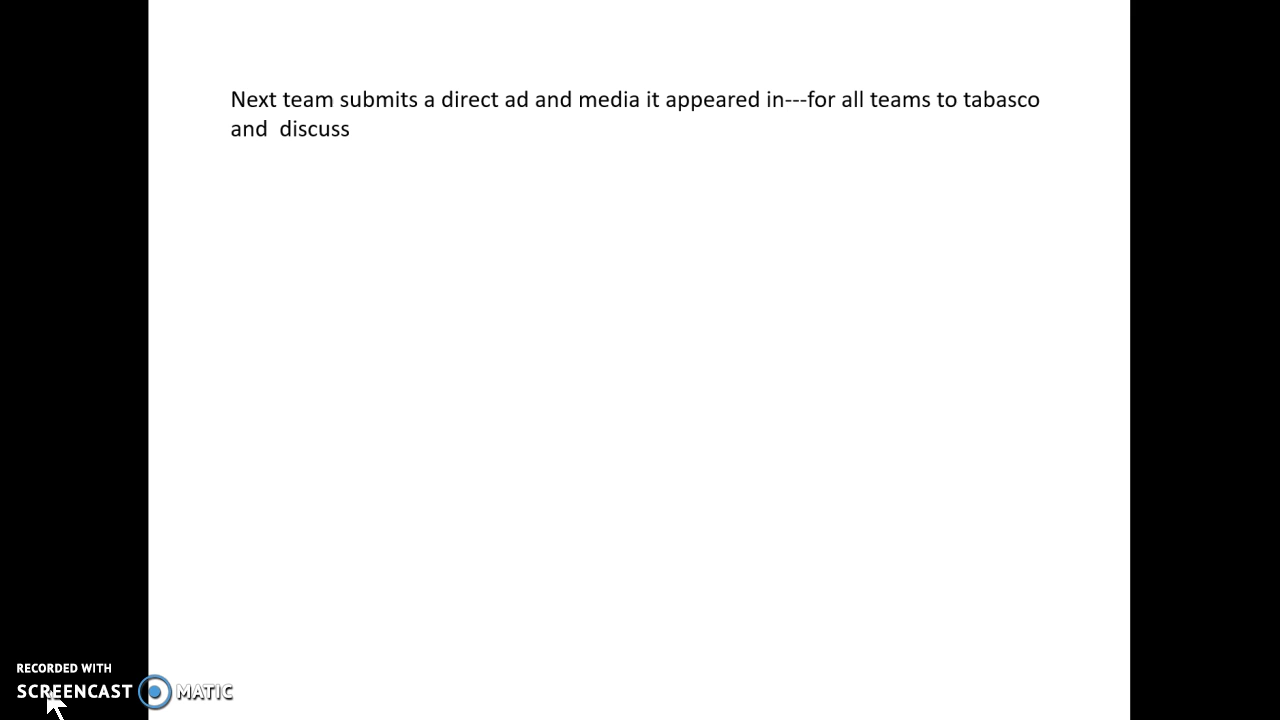 Next team submits a direct ad and media it appeared in---for all teams to tabasco
and  discuss
RECORDED WITH
SCREENCAST MATIC